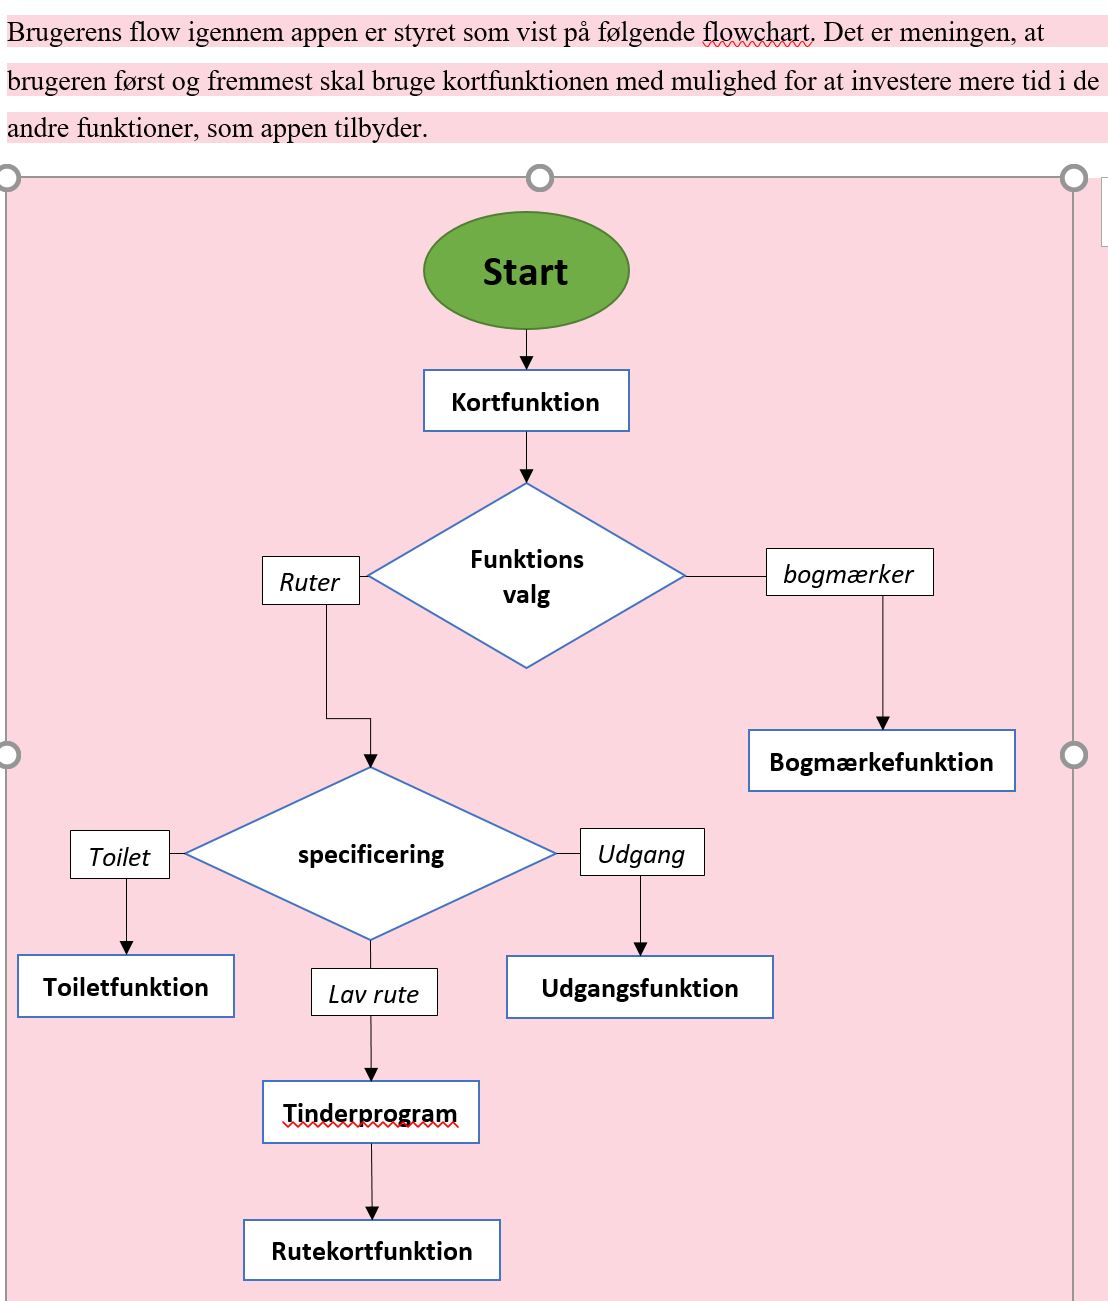 Brugerens flow igennem appen er styret som vist på følgende flowchart. Det er meningen, at
brugeren først og fremmest skal bruge kortfunktionen med mulighed for at investere mere tid i de
andre funktioner, som appen tilbyder.
Start
Kortfunktion
Funktions
valg
Ruter
bogmærker
Bogmærkefunktion
specificering
Toilet
Udgang
Toiletfunktion
Lav rute
Udgangsfunktion
Tinderprogram
Rutekortfunktion